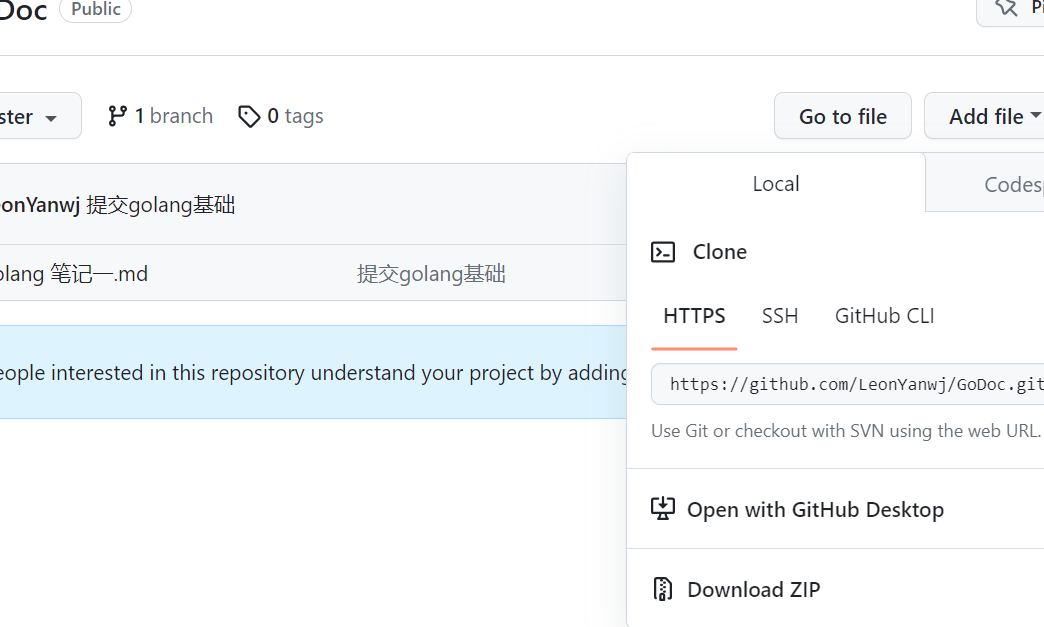 Doc Public
ster 1 branch 0 tags Go to file Add file
Local Codesp
eonYanwj 提交golang基础
Clone
olang 笔记一.md 提交golang基础
HTTPS SSH GitHub CLI
eople interested in this repository understand your project by adding
https://github.com/LeonYanwj/GoDoc.git
Use Git or checkout with SVN using the web URL.
Open with GitHub Desktop
Download ZIP